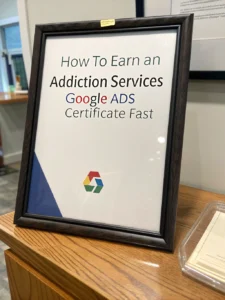 How To Earn an
Addiction Services
Google ADS
Certificate Fast